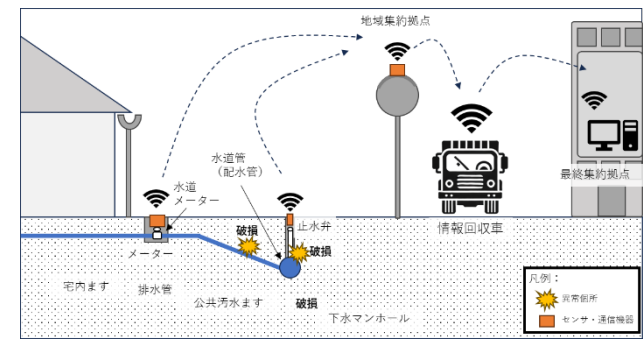 地域集約拠点
水道管
（配水管）
水道
メーター
最終集約拠点
破損
止水弁
情報回収車
破損
メーター
凡例：
宅内ます
排水管
異常個所
公共汚水ます
破損
下水マンホール
センサ・通信機器